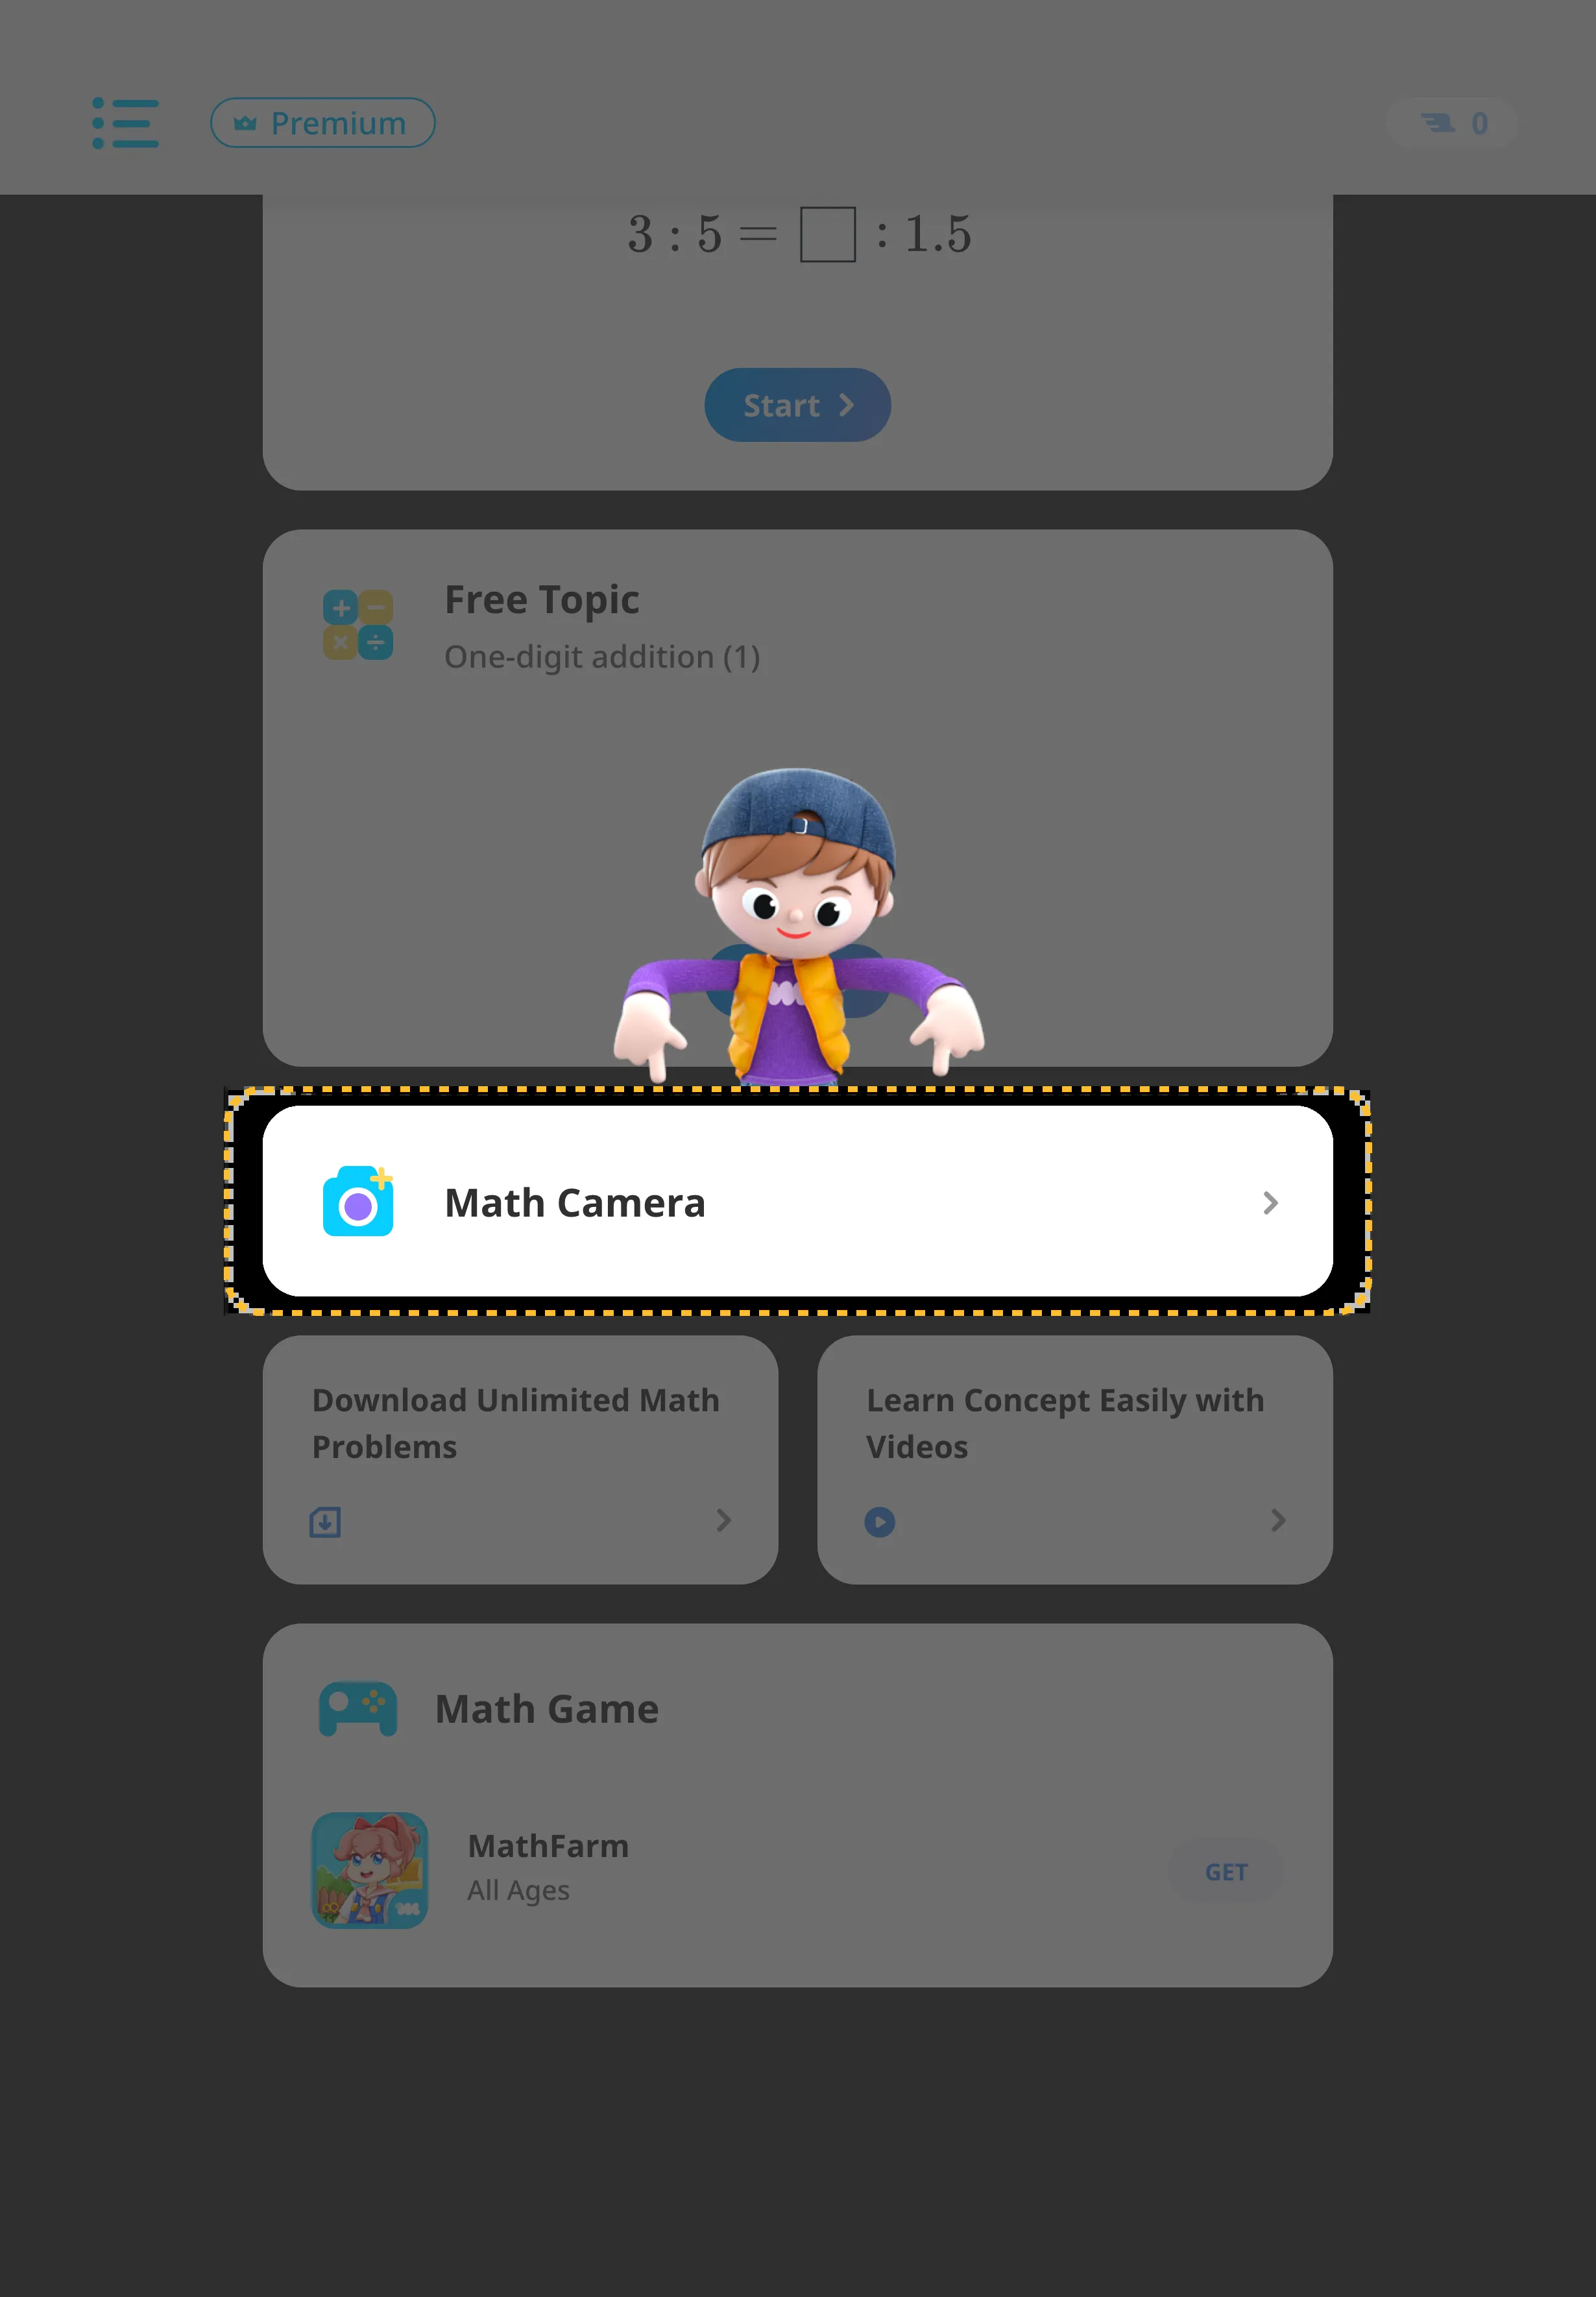 Premium
0
3 : 5 = □ : 1.5
Start
Free Topic
One-digit addition (1)
Math Camera
Download Unlimited Math
Problems
Learn Concept Easily with
Videos
Math Game
MathFarm
All Ages
GET